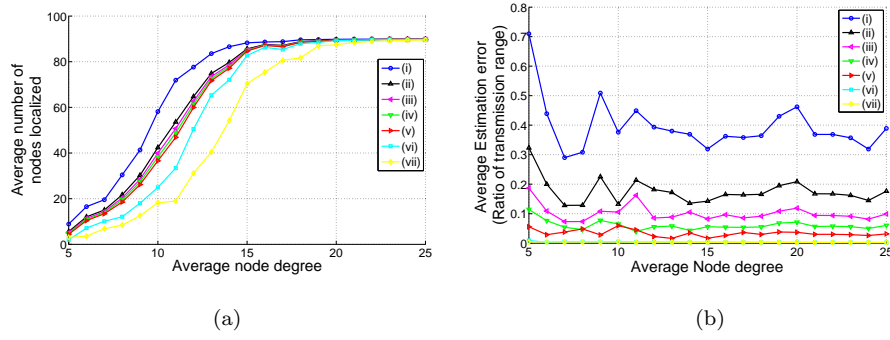 100
80
60
40
20
0
5
10
15
20
25
Average number of
nodes localized
Average node degree
(i)
(ii)
(iii)
(iv)
(v)
(vi)
(vii)
(a)
0.8
0.7
0.6
0.5
0.4
0.3
0.2
0.1
0
5
10
15
20
25
Average Estimation error
(Ratio of transmission range)
Average Node degree
(i)
(ii)
(iii)
(iv)
(v)
(vi)
(vii)
(b)